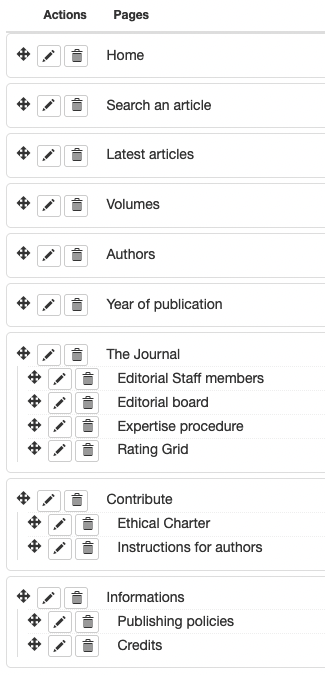 Actions Pages
Home
Search an article
Latest articles
Volumes
Authors
Year of publication
The Journal
Editorial Staff members
Editorial board
Expertise procedure
Rating Grid
Contribute
Ethical Charter
Instructions for authors
Informations
Publishing policies
Credits